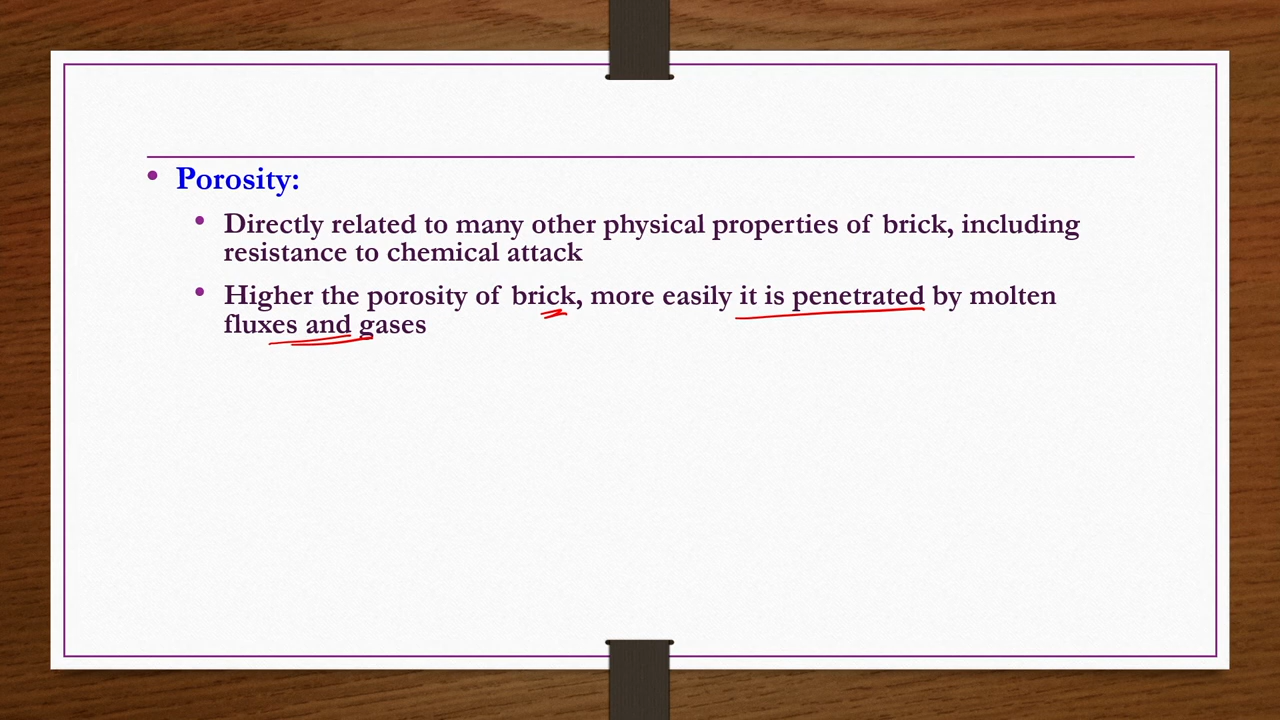 • Porosity:
• Directly related to many other physical properties of brick, including
resistance to chemical attack
• Higher the porosity of brick, more easily it is penetrated by molten
fluxes and gases